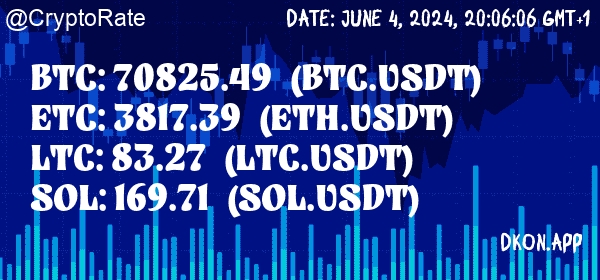 @CryptoRate
DATE: JUNE 4, 2024, 20:06:06 GMT+1
BTC: 70825.49 (BTC.USDT)
ETC: 3817.39 (ETH.USDT)
LTC: 83.27 (LTC.USDT)
SOL: 169.71 (SOL.USDT)
DKON.APP